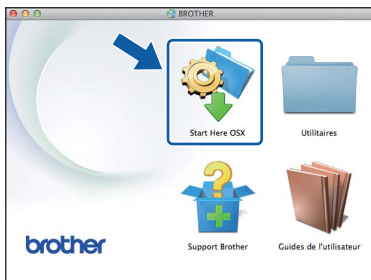 BROTHER
Start Here OSX
Utilitaires
Support Brother
Guides de l'utilisateur
brother